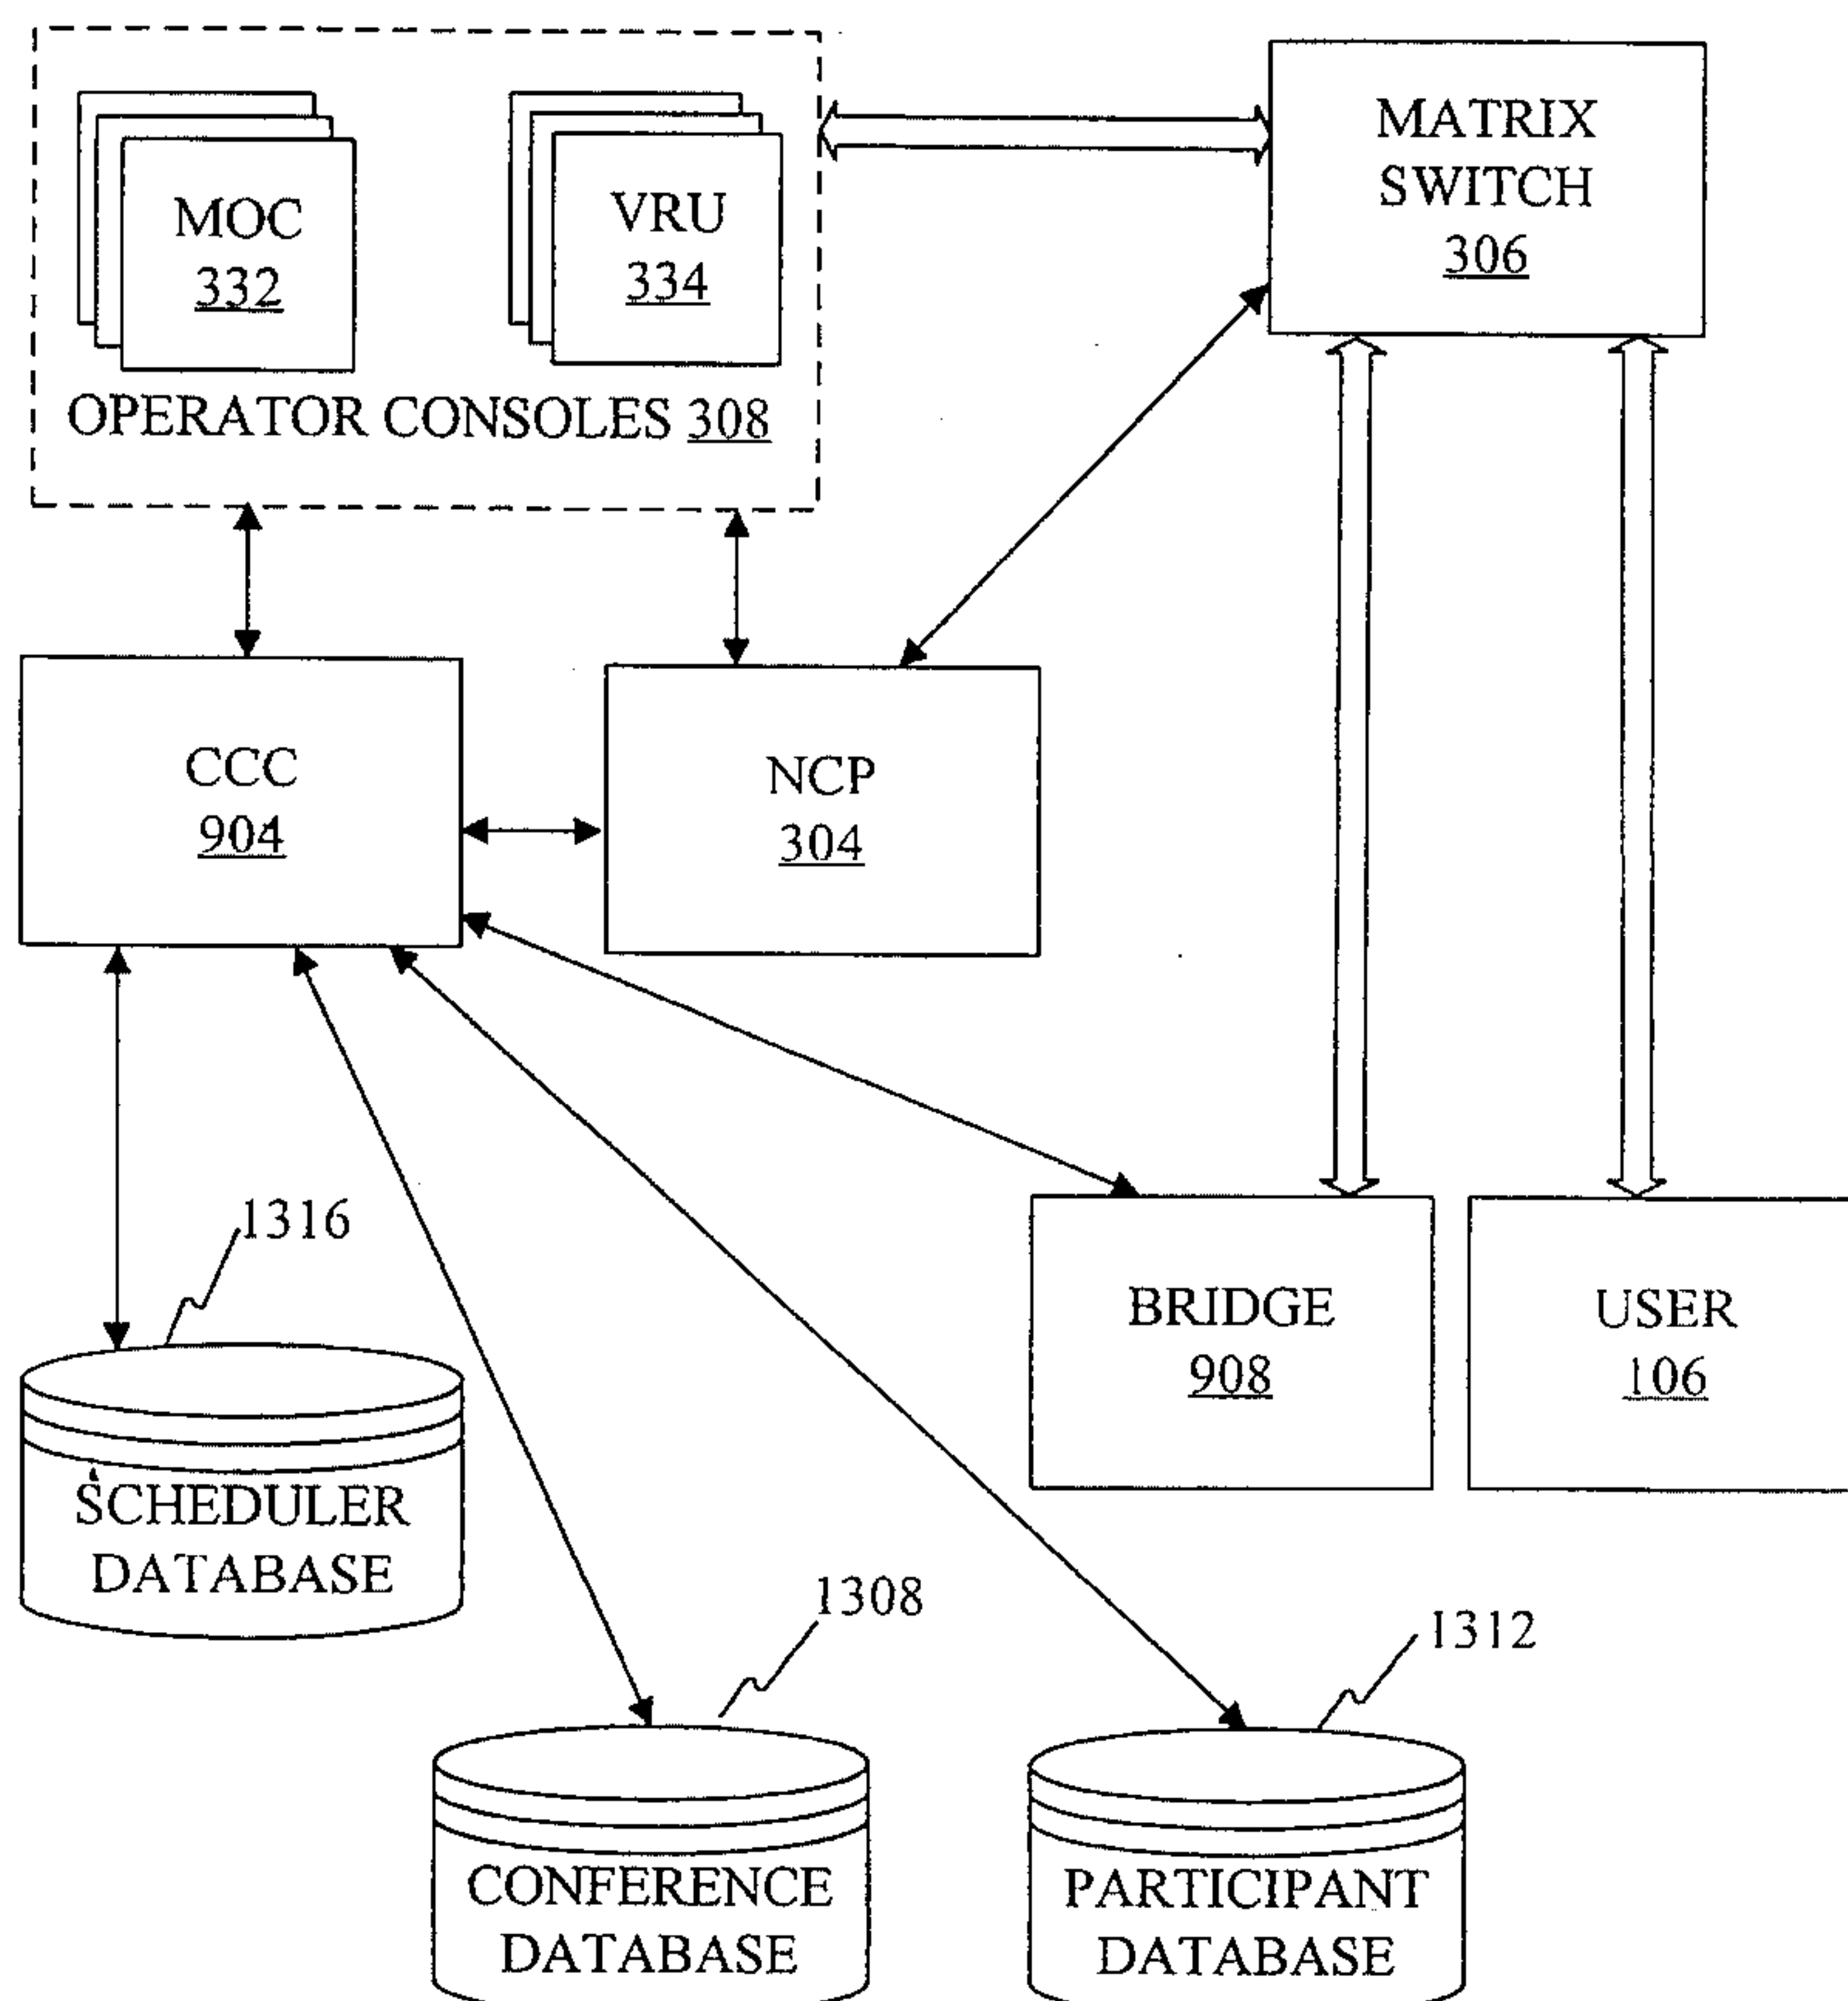 MOC
332
VRU
334
OPERATOR CONSOLES 308
MATRIX
SWITCH
306
CCC
904
NCP
304
1316
SCHEDULER
DATABASE
BRIDGE
908
USER
106
1308
CONFERENCE
DATABASE
1312
PARTICIPANT
DATABASE